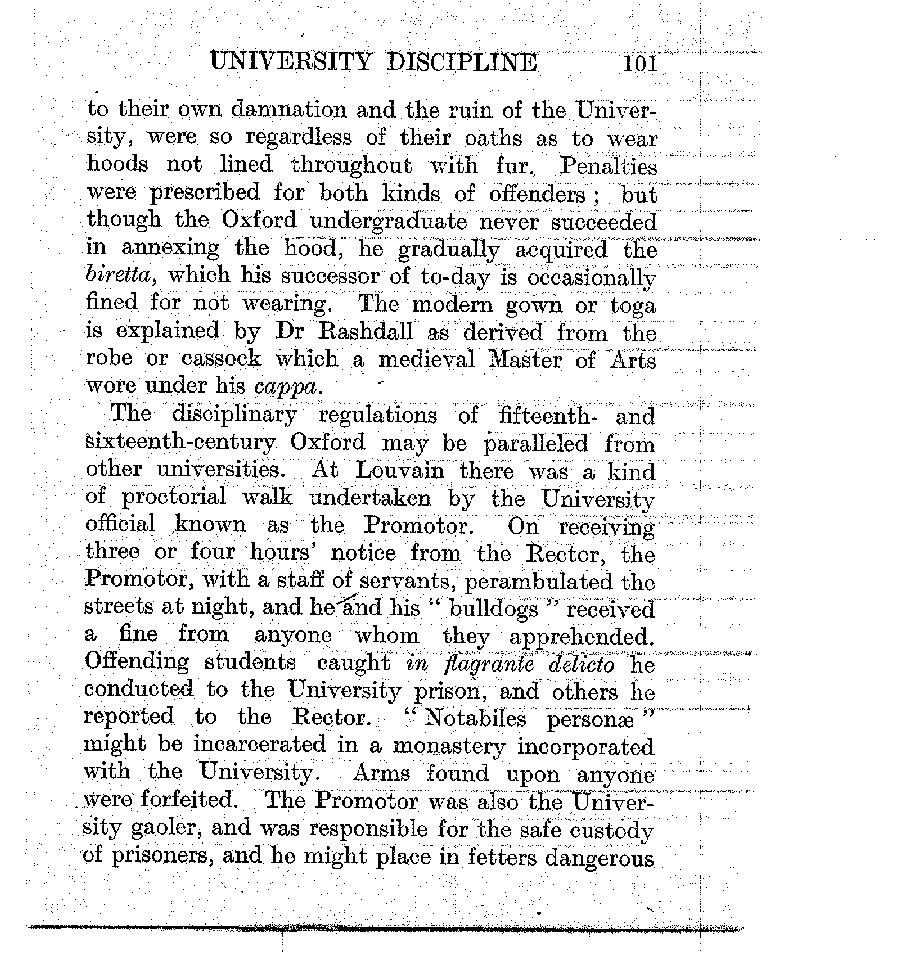 UNIVERSITY DISCIPLINE 101
to their own damnation and the ruin of the Univer-
sity, were so regardless of their oaths as to wear
hoods not lined throughout with fur. Penalties
were prescribed for both kinds of offenders ; but
though the Oxford undergraduate never succeeded
in annexing the hood, he gradually acquired the
biretta, which his successor of to-day is occasionally
fined for not wearing. The modern gown or toga
is explained by Dr Rashdall as derived from the
robe or cassock which a medieval Master of Arts
wore under his cappa.
The disciplinary regulations of fifteenth- and
sixteenth-century Oxford may be paralleled from
other universities. At Louvain there was a kind
of proctorial walk undertaken by the University
official known as the Promotor. On receiving
three or four hours' notice from the Rector, the
Promotor, with a staff of servants, perambulated the
streets at night, and he and his " bulldogs " received
a fine from anyone whom they apprehended.
Offending students caught in flagrante delicto he
conducted to the University prison, and others he
reported to the Rector. " Notabiles personæ "
might be incarcerated in a monastery incorporated
with the University. Arms found upon anyone
were forfeited. The Promotor was also the Univer-
sity gaoler, and was responsible for the safe custody
of prisoners, and he might place in fetters dangerous